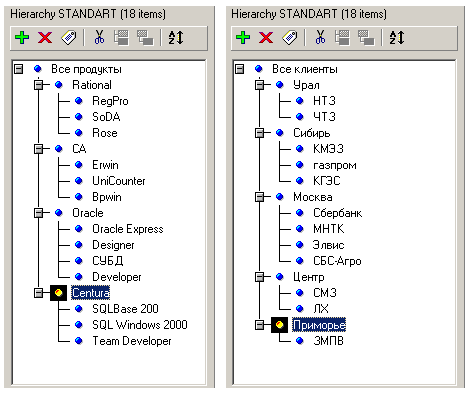 Hierarchy STANDART (18 items)
Все продукты
Rational
RegPro
SoDA
Rose
CA
Erwin
UniCounter
Bpwin
Oracle
Oracle Express
Designer
СУБД
Developer
Centura
SQLBase 200
SQL Windows 2000
Team Developer
Hierarchy STANDART (18 items)
Все клиенты
Урал
НТЗ
ЧТЗ
Сибирь
КМЭЗ
газпром
КГЭС
Москва
Сбербанк
МНТК
Элвис
СБС-Агро
Центр
СМЗ
ЛХ
Приморье
ЗМПВ